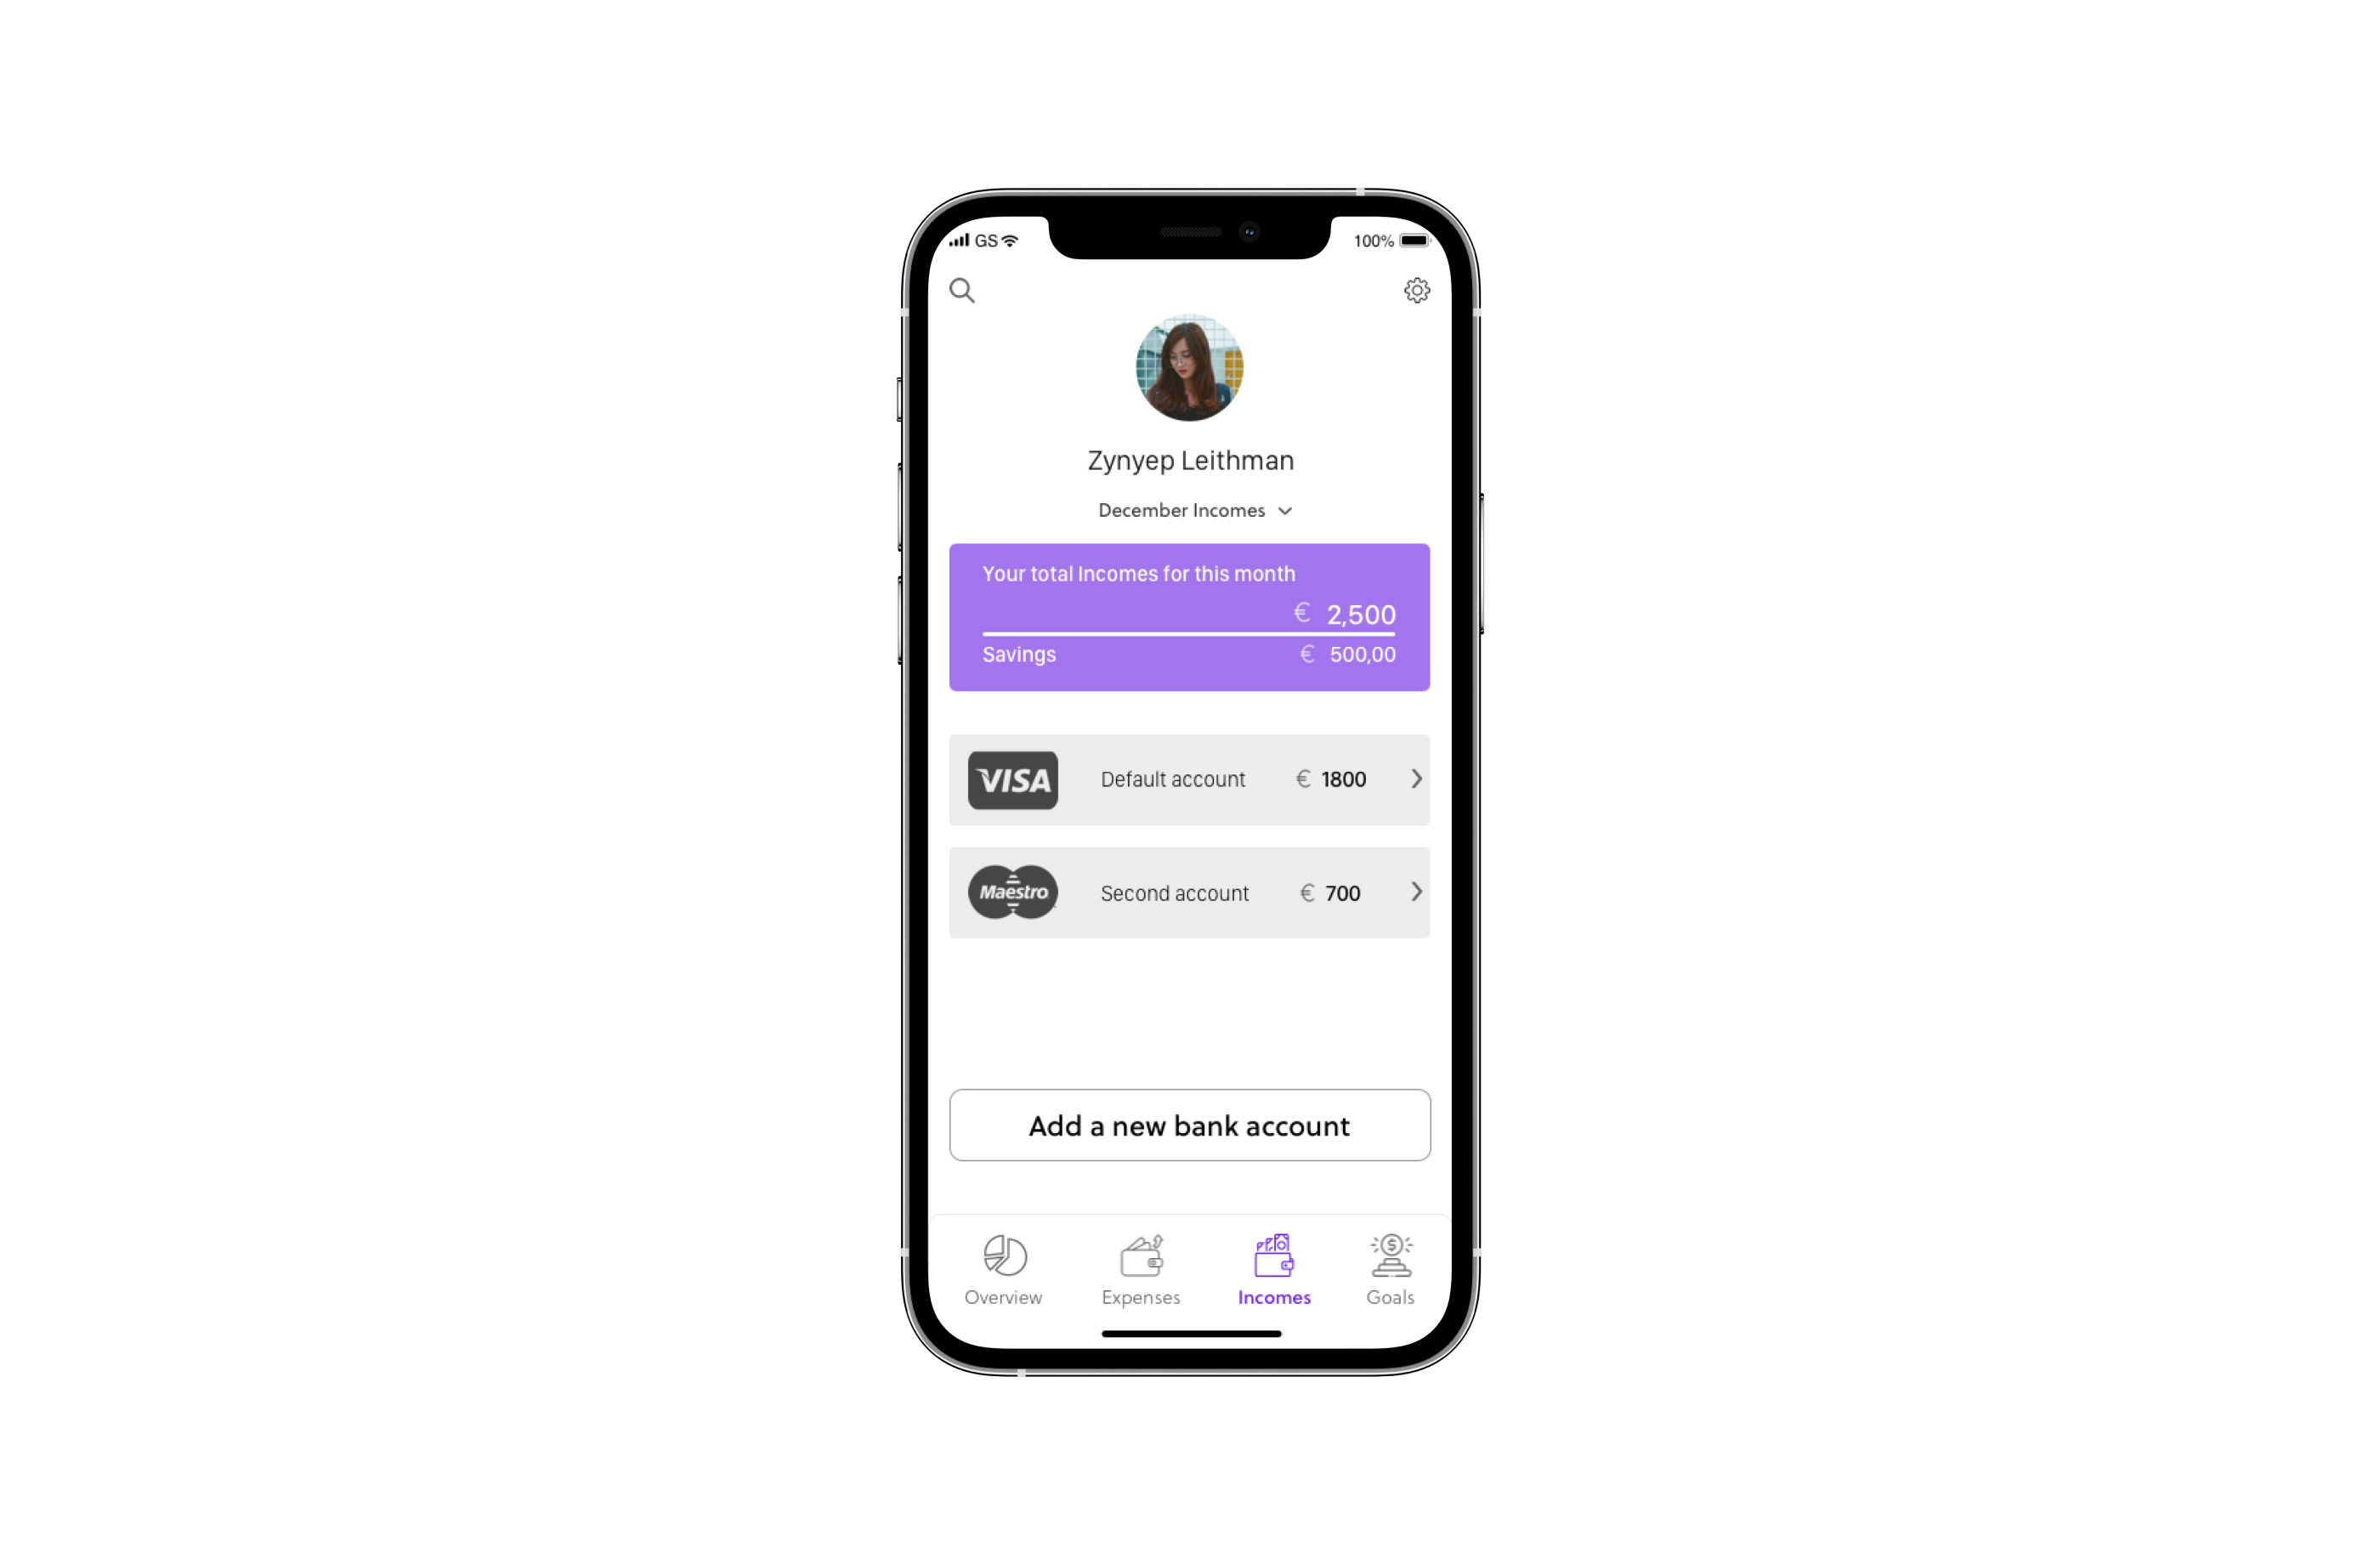 GS 100%
Zynyep Leithman
December Incomes
Your total Incomes for this month
€ 2,500
Savings € 500,00
VISA Default account € 1800
Maestro Second account € 700
Add a new bank account
Overview Expenses Incomes Goals